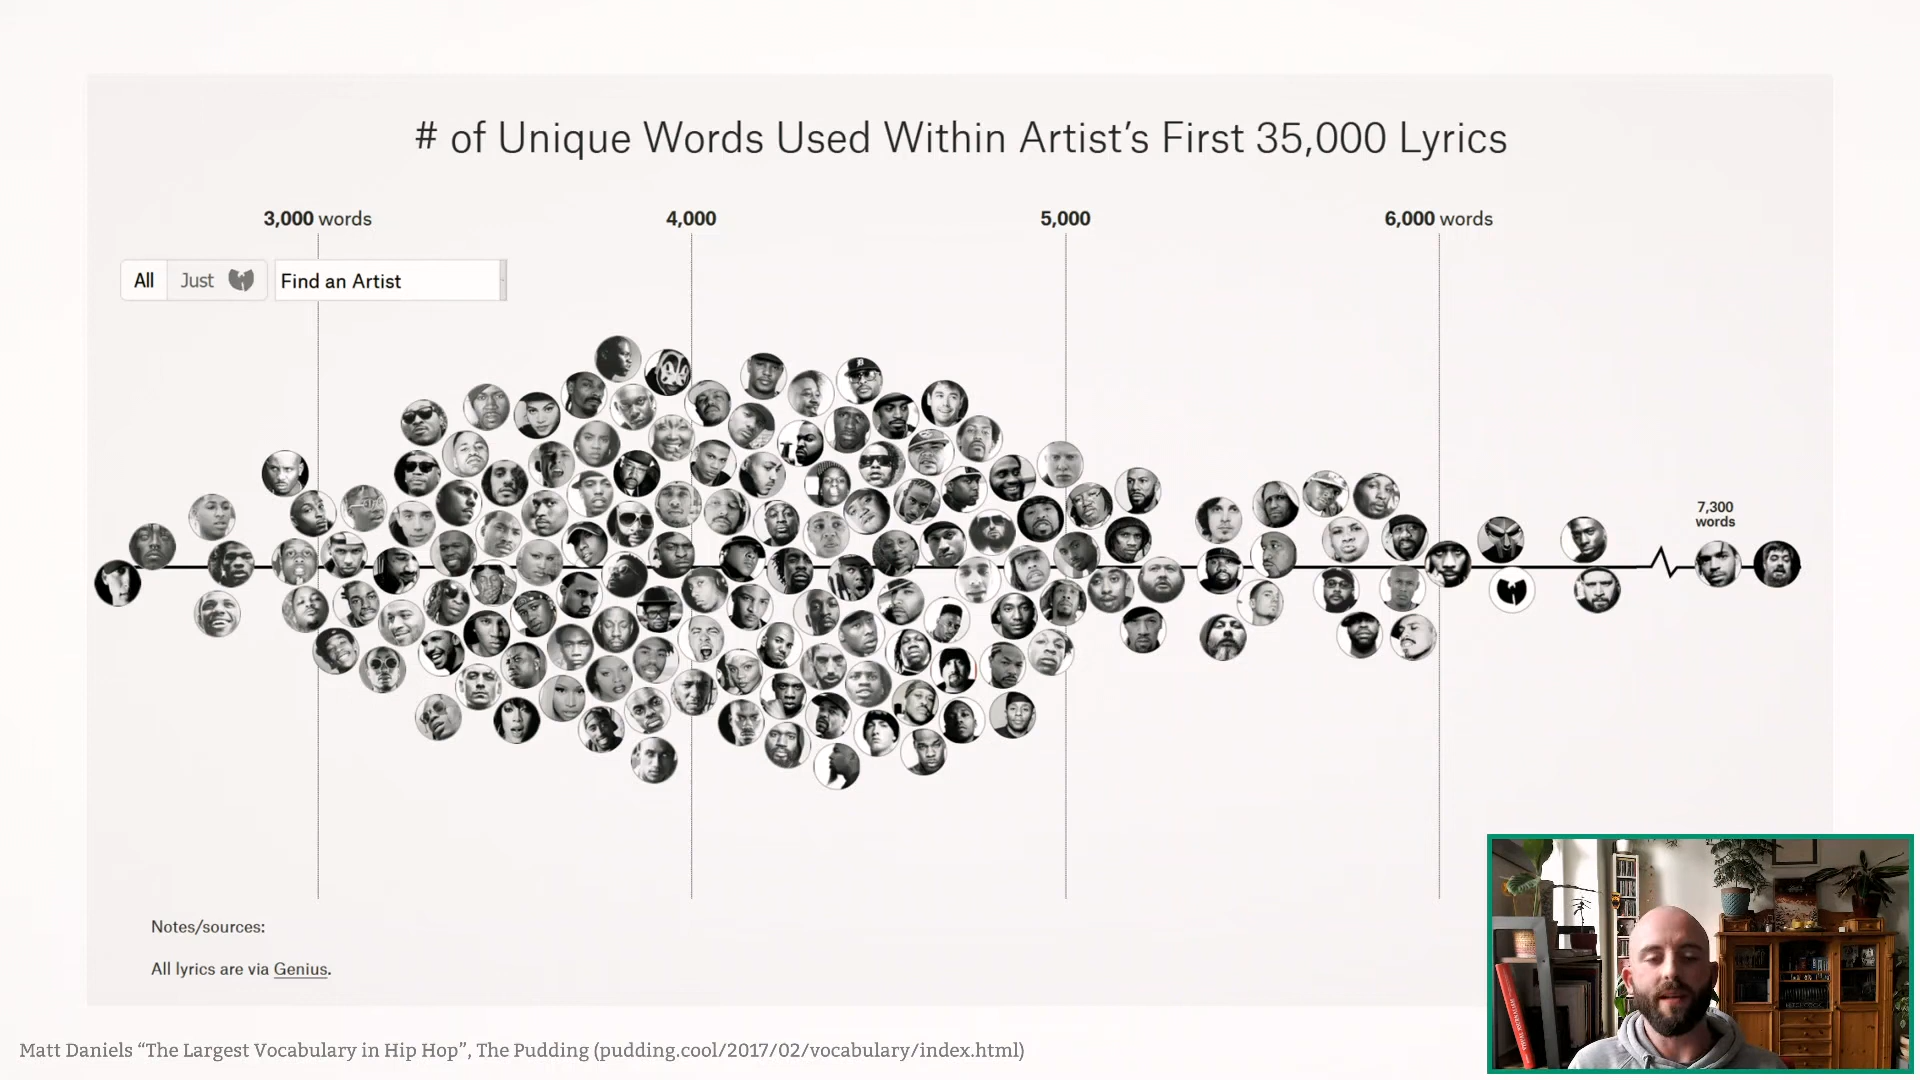 # of Unique Words Used Within Artist’s First 35,000 Lyrics
3,000 words
4,000
5,000
6,000 words
All
Just
Find an Artist
7,300
words
Notes/sources:
All lyrics are via Genius.
Matt Daniels “The Largest Vocabulary in Hip Hop”, The Pudding (pudding.cool/2017/02/vocabulary/index.html)